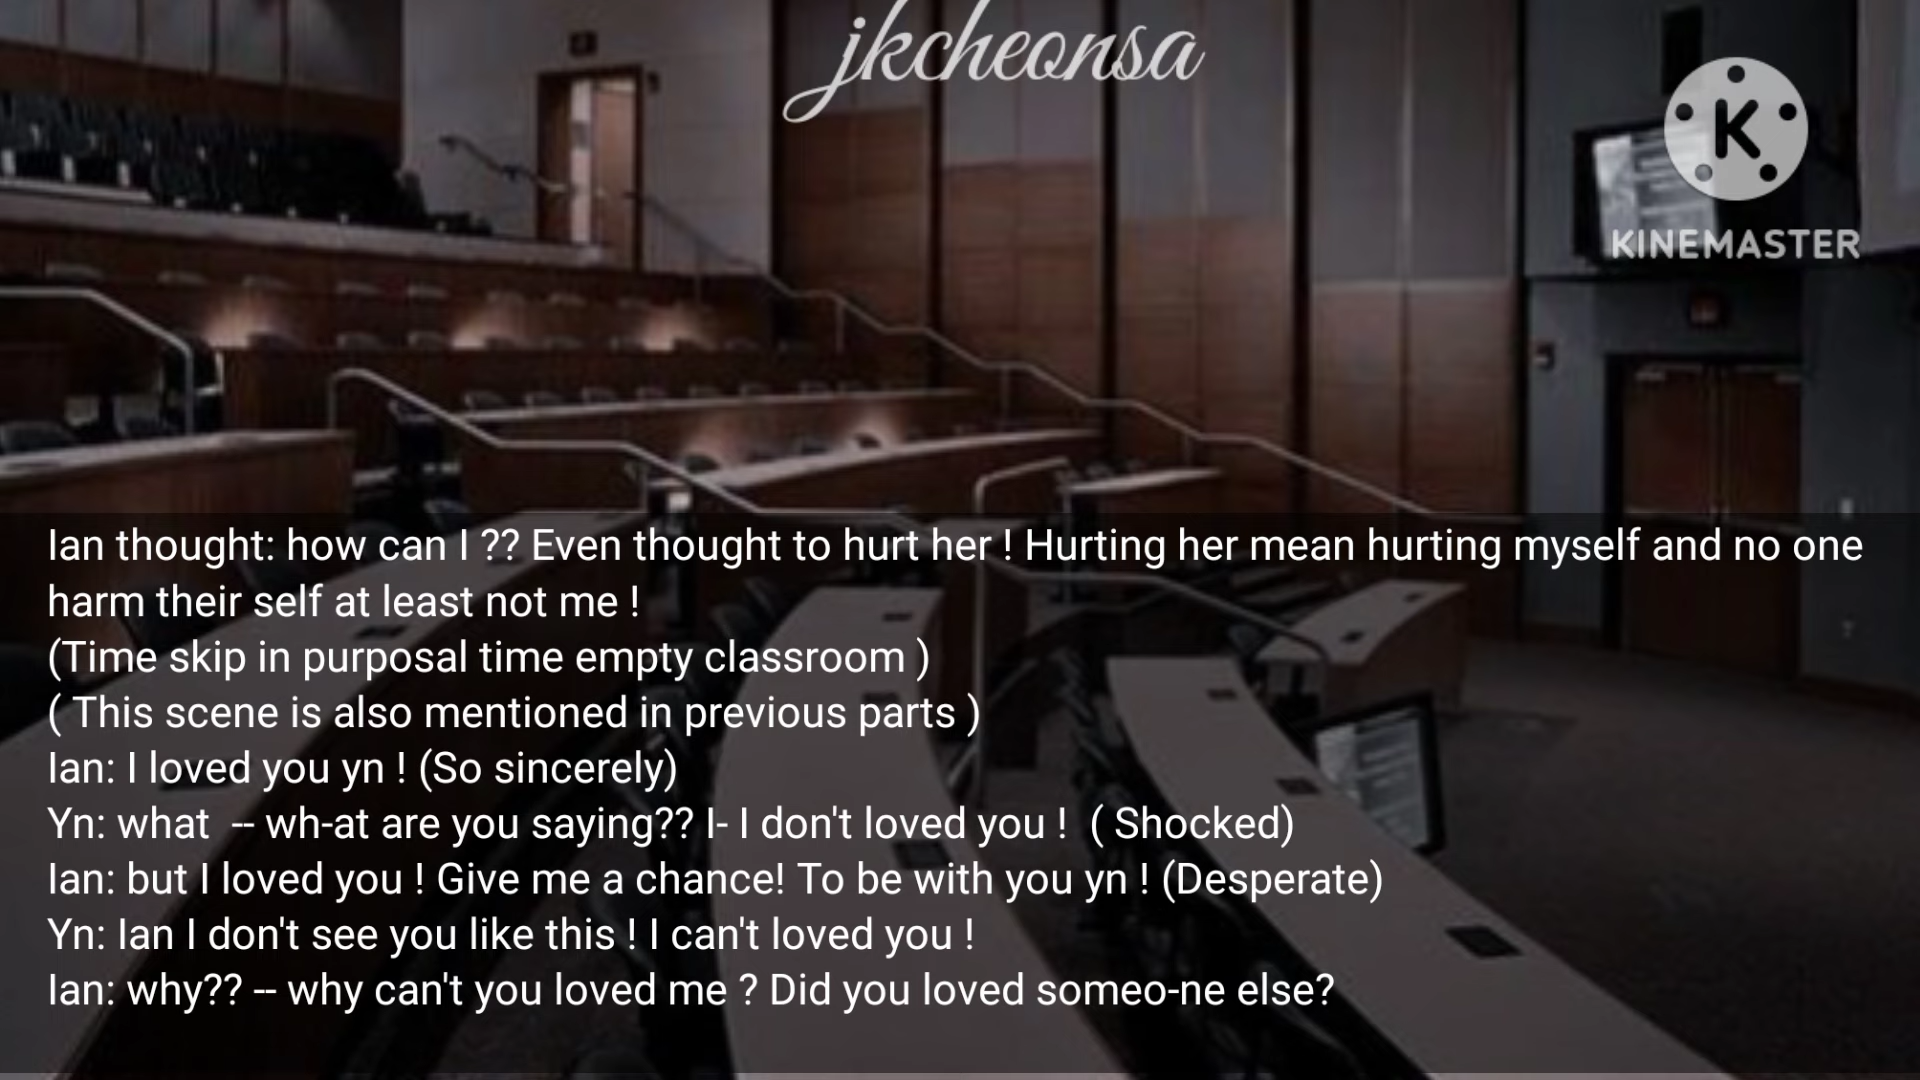 jkcheonsa
K
KINEMASTER
Ian thought: how can I ?? Even thought to hurt her ! Hurting her mean hurting myself and no one
harm their self at least not me !
(Time skip in purposal time empty classroom )
( This scene is also mentioned in previous parts )
Ian: I loved you yn ! (So sincerely)
Yn: what  -- wh-at are you saying?? I- I don't loved you !  ( Shocked)
Ian: but I loved you ! Give me a chance! To be with you yn ! (Desperate)
Yn: Ian I don't see you like this ! I can't loved you !
Ian: why?? -- why can't you loved me ? Did you loved someo-ne else?